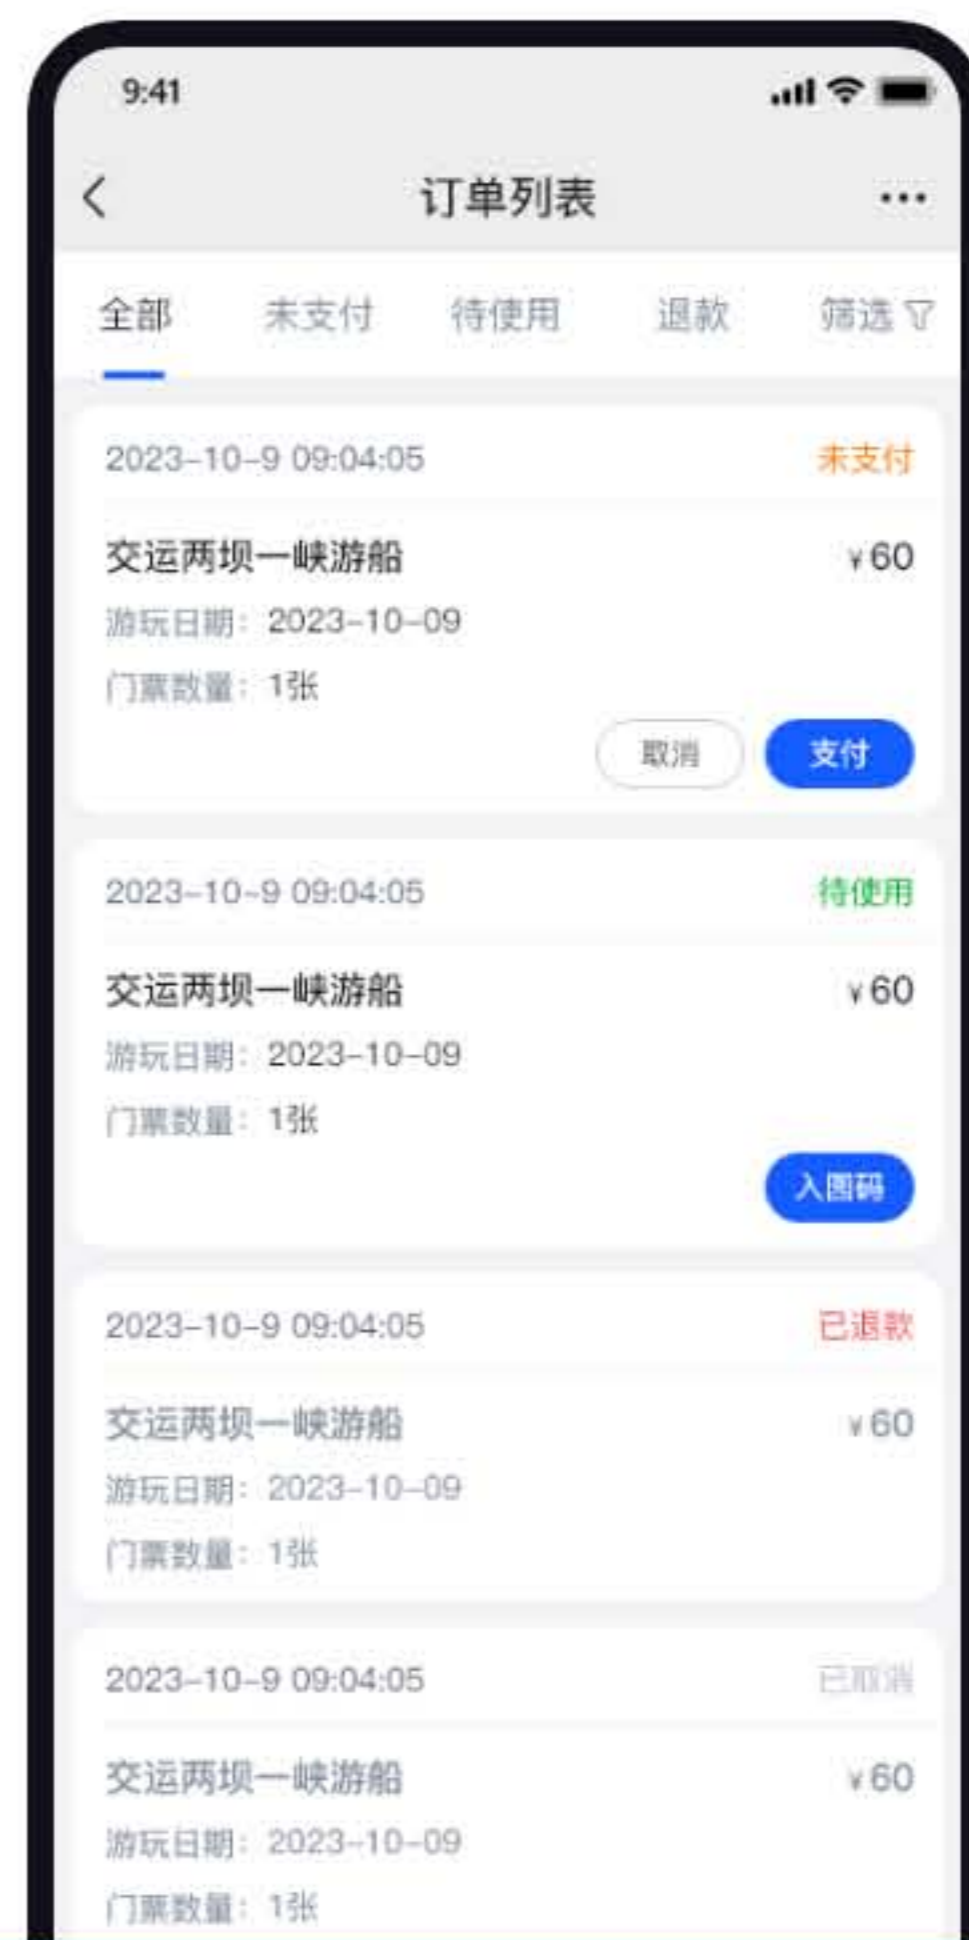 9:41
订单列表
全部 未支付 待使用 退款 筛选
2023-10-9 09:04:05 未支付
交运两坝一峡游船 ¥60
游玩日期：2023-10-09
门票数量：1张
取消 支付
2023-10-9 09:04:05 待使用
交运两坝一峡游船 ¥60
游玩日期：2023-10-09
门票数量：1张
入园码
2023-10-9 09:04:05 已退款
交运两坝一峡游船 ¥60
游玩日期：2023-10-09
门票数量：1张
2023-10-9 09:04:05 已取消
交运两坝一峡游船 ¥60
游玩日期：2023-10-09
门票数量：1张